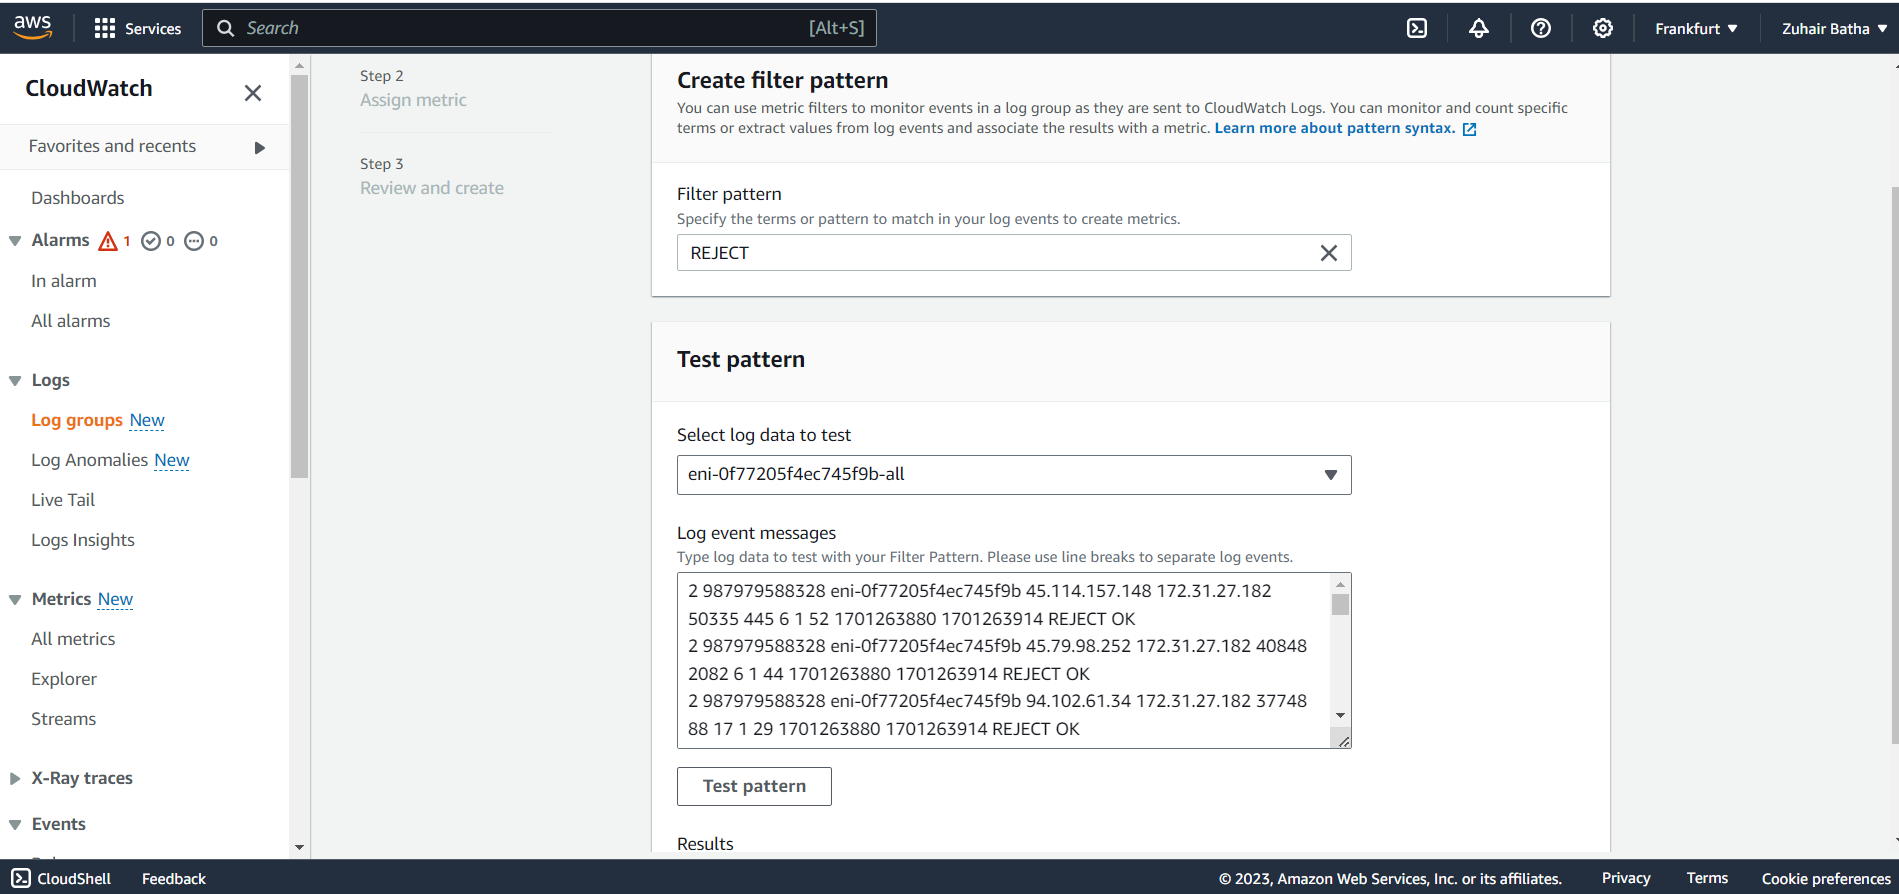 aws
Services
Search
[Alt+S]
Frankfurt
Zuhair Batha
CloudWatch
Favorites and recents
Dashboards
Alarms 1 0 0
In alarm
All alarms
Logs
Log groups New
Log Anomalies New
Live Tail
Logs Insights
Metrics New
All metrics
Explorer
Streams
X-Ray traces
Events
Step 2
Assign metric
Step 3
Review and create
Create filter pattern
You can use metric filters to monitor events in a log group as they are sent to CloudWatch Logs. You can monitor and count specific
terms or extract values from log events and associate the results with a metric. Learn more about pattern syntax.
Filter pattern
Specify the terms or pattern to match in your log events to create metrics.
REJECT
Test pattern
Select log data to test
eni-0f77205f4ec745f9b-all
Log event messages
Type log data to test with your Filter Pattern. Please use line breaks to separate log events.
2 987979588328 eni-0f77205f4ec745f9b 45.114.157.148 172.31.27.182
50335 445 6 1 52 1701263880 1701263914 REJECT OK
2 987979588328 eni-0f77205f4ec745f9b 45.79.98.252 172.31.27.182 40848
2082 6 1 44 1701263880 1701263914 REJECT OK
2 987979588328 eni-0f77205f4ec745f9b 94.102.61.34 172.31.27.182 37748
88 17 1 29 1701263880 1701263914 REJECT OK
Test pattern
Results
CloudShell
Feedback
© 2023, Amazon Web Services, Inc. or its affiliates.
Privacy
Terms
Cookie preferences